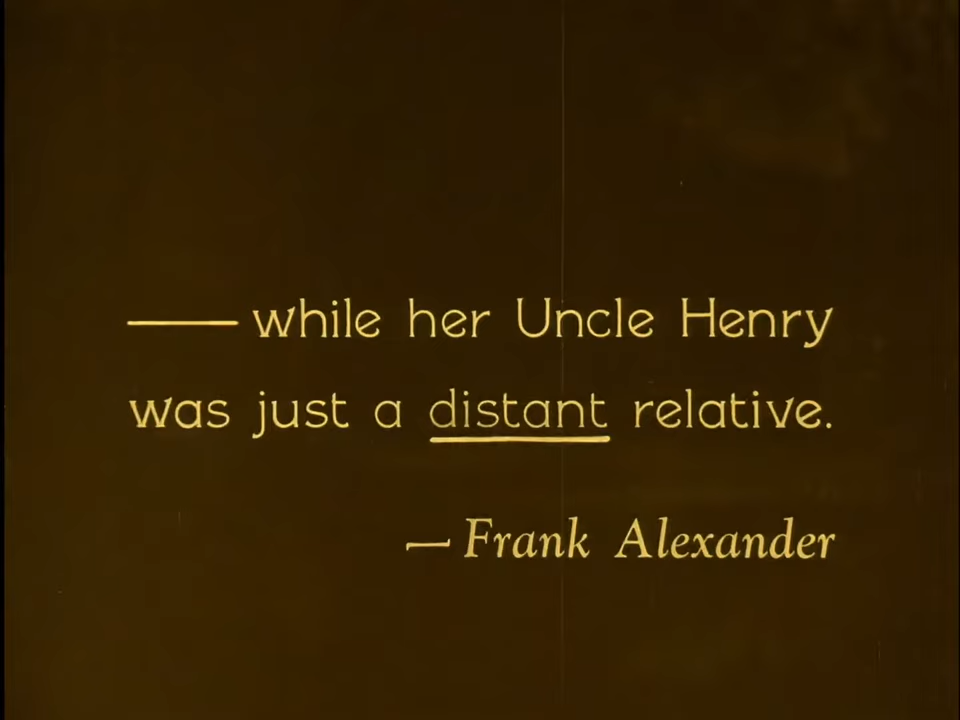 —— while her Uncle Henry
was just a distant relative.
— Frank Alexander